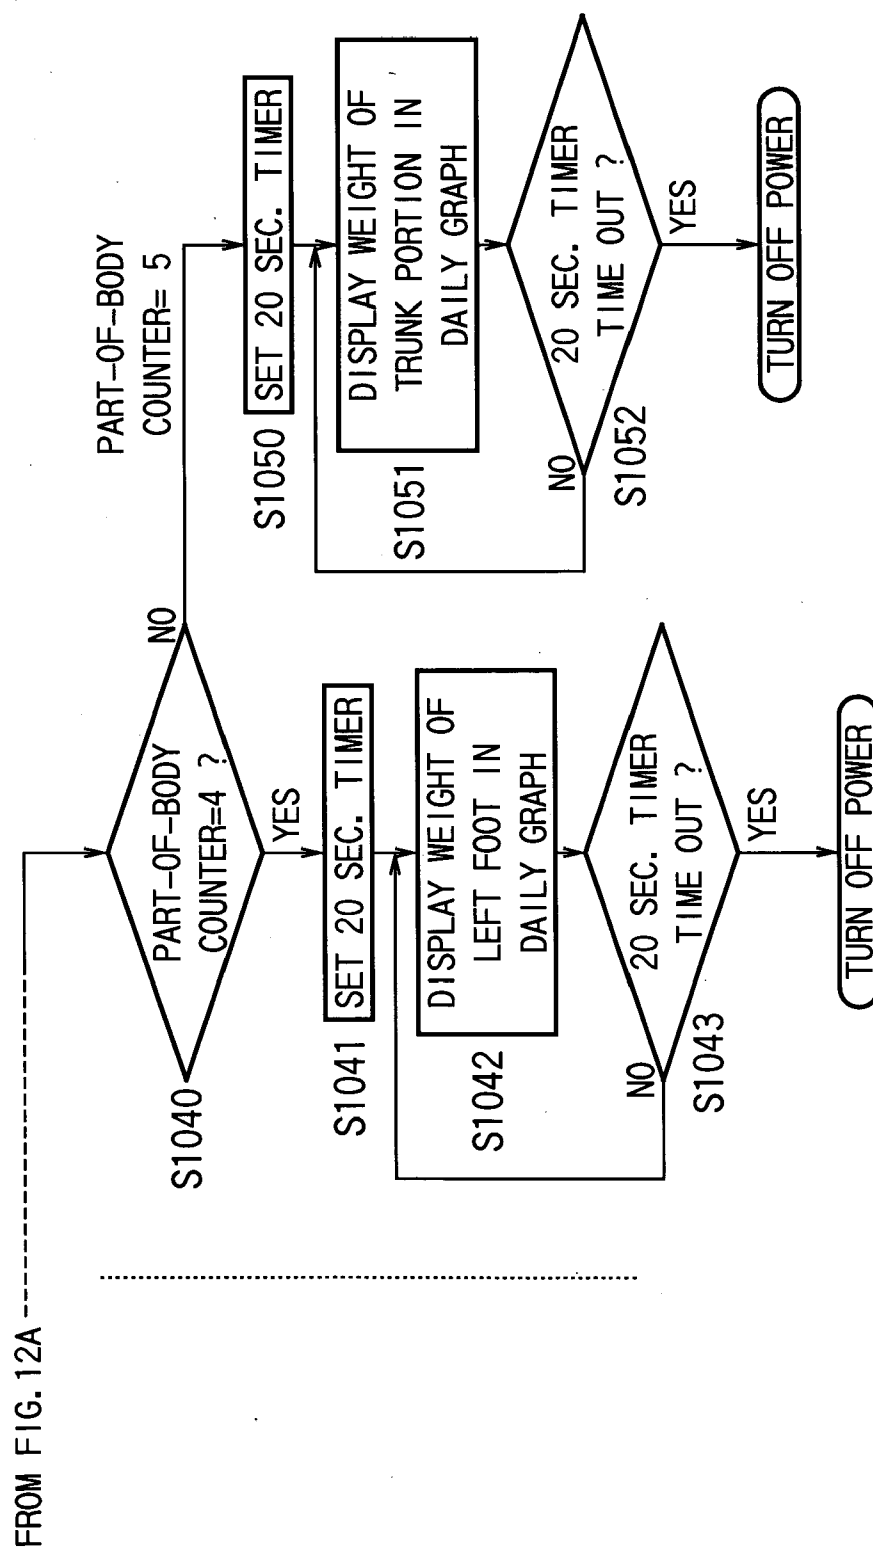 FROM FIG. 12A
S1040
PART-OF-BODY
COUNTER=4 ?
NO
YES
S1041
SET 20 SEC. TIMER
S1042
DISPLAY WEIGHT OF
LEFT FOOT IN
DAILY GRAPH
S1043
20 SEC. TIMER
TIME OUT ?
NO
YES
TURN OFF POWER
PART-OF-BODY
COUNTER= 5
S1050
SET 20 SEC. TIMER
S1051
DISPLAY WEIGHT OF
TRUNK PORTION IN
DAILY GRAPH
S1052
20 SEC. TIMER
TIME OUT ?
NO
YES
TURN OFF POWER